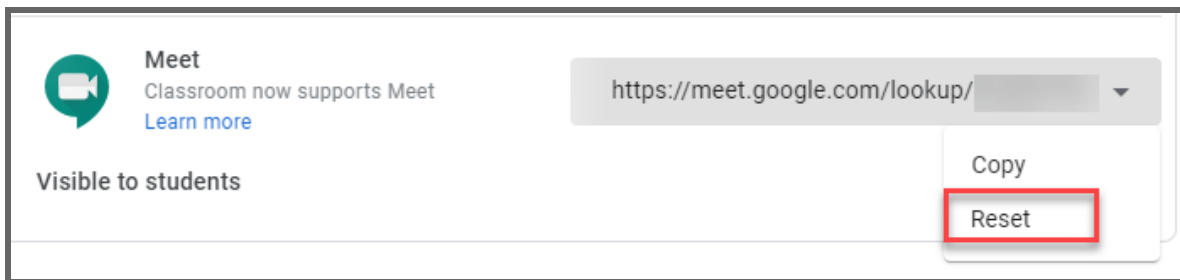 Meet
Classroom now supports Meet
Learn more
https://meet.google.com/lookup/
Visible to students
Copy
Reset